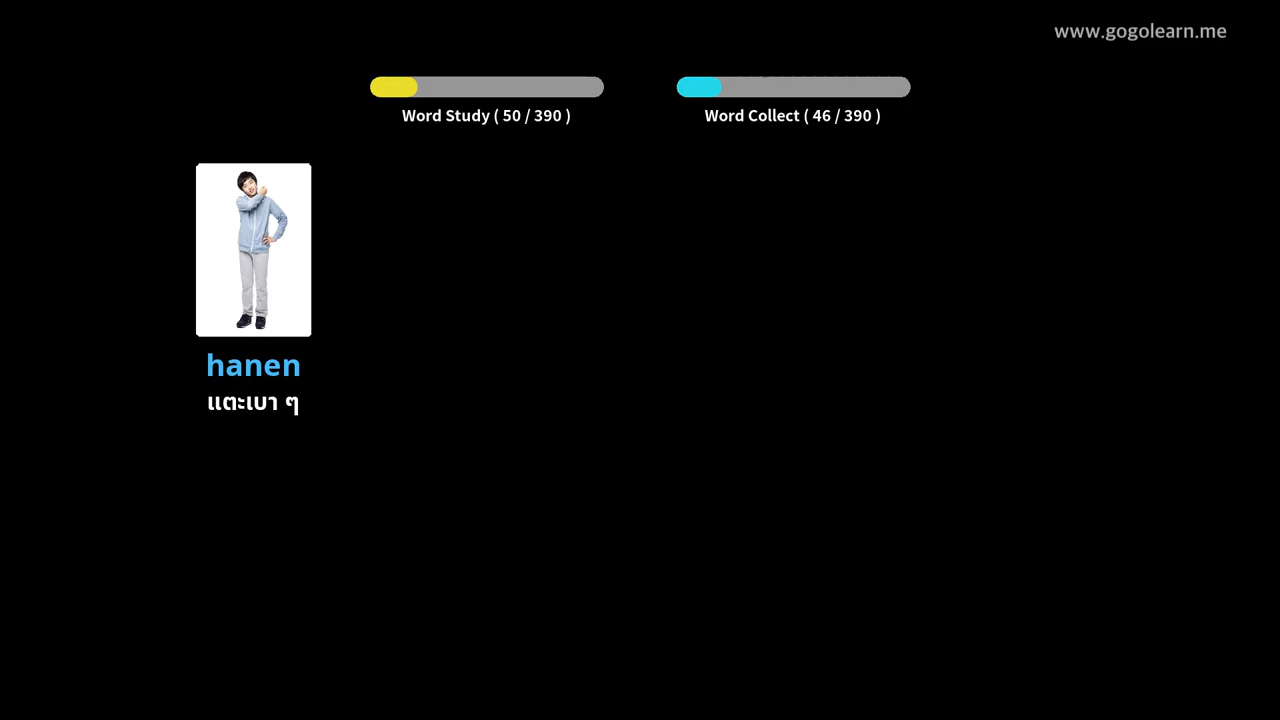 www.gogolearn.me
Word Study ( 50 / 390 )
Word Collect ( 46 / 390 )
hanen
แตะเบา ๆ